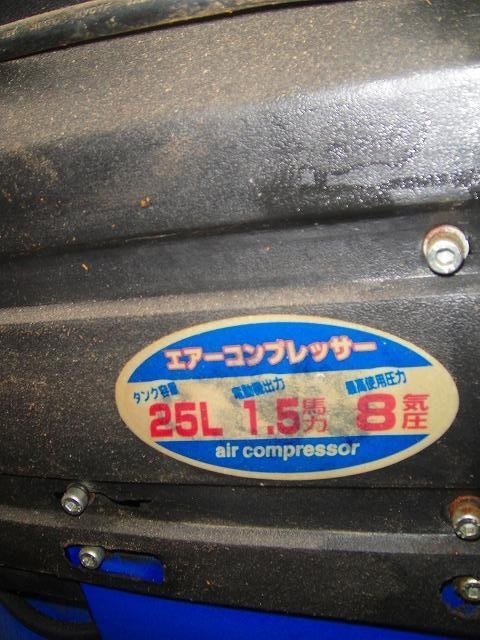 エアーコンプレッサー
タンク容量 電動機出力 最高使用圧力
25L 1.5馬力 8気圧
air compressor